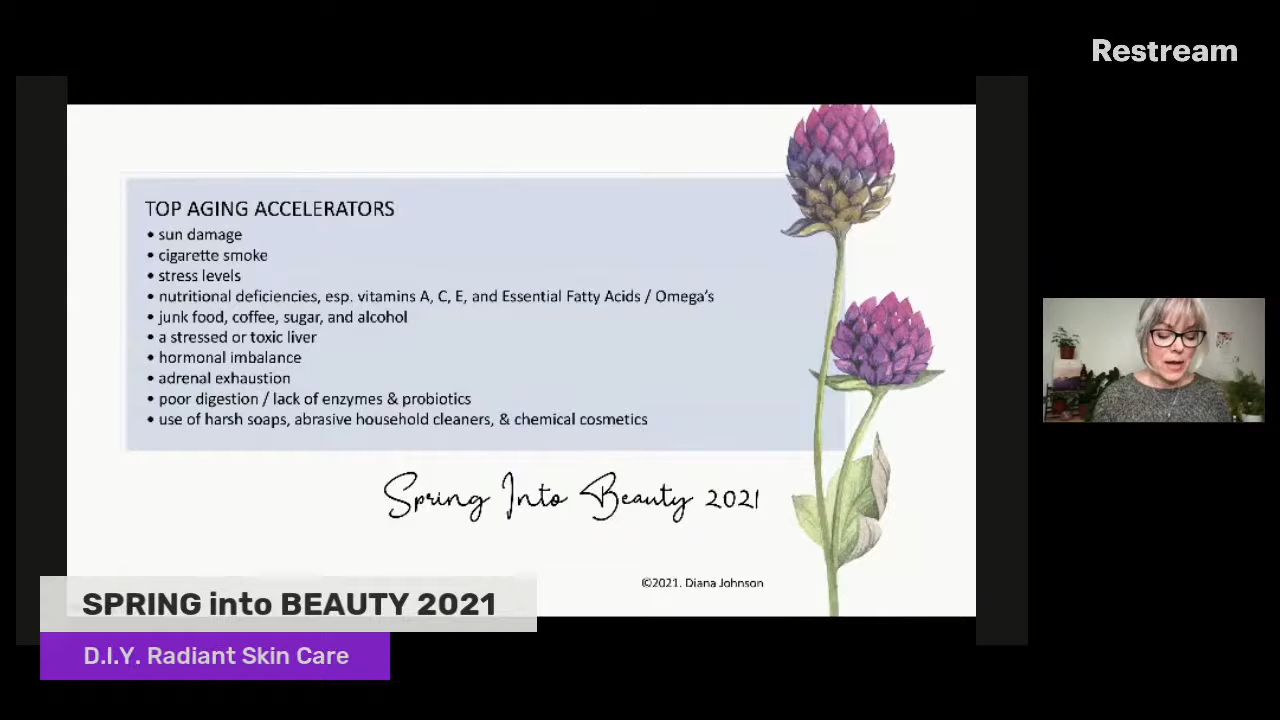 Restream
TOP AGING ACCELERATORS
• sun damage
• cigarette smoke
• stress levels
• nutritional deficiencies, esp. vitamins A, C, E, and Essential Fatty Acids / Omega's
• junk food, coffee, sugar, and alcohol
• a stressed or toxic liver
• hormonal imbalance
• adrenal exhaustion
• poor digestion / lack of enzymes & probiotics
• use of harsh soaps, abrasive household cleaners, & chemical cosmetics
Spring Into Beauty 2021
©2021. Diana Johnson
SPRING into BEAUTY 2021
D.I.Y. Radiant Skin Care